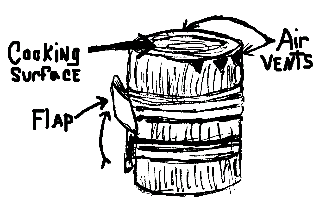 Cooking
Surface
Air
Vents
Flap